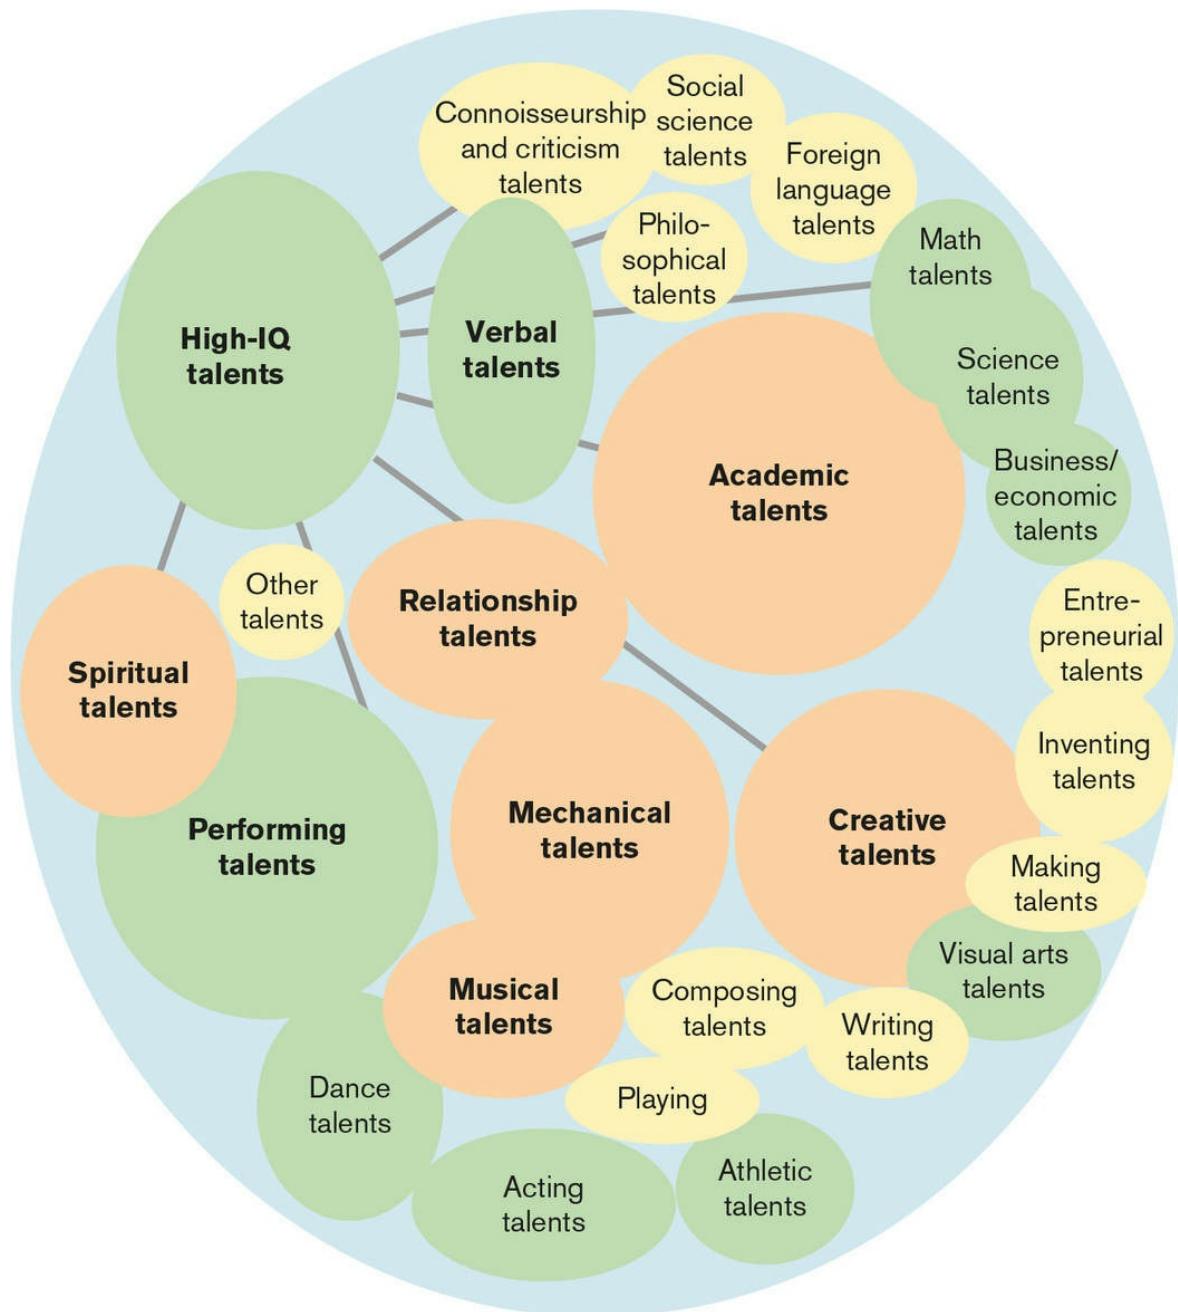 Connoisseurship
and criticism
talents
Social
science
talents
Foreign
language
talents
Philo-
sophical
talents
Math
talents
High-IQ
talents
Verbal
talents
Science
talents
Academic
talents
Business/
economic
talents
Other
talents
Relationship
talents
Entre-
preneurial
talents
Spiritual
talents
Inventing
talents
Performing
talents
Mechanical
talents
Creative
talents
Making
talents
Visual arts
talents
Musical
talents
Composing
talents
Writing
talents
Dance
talents
Playing
Acting
talents
Athletic
talents